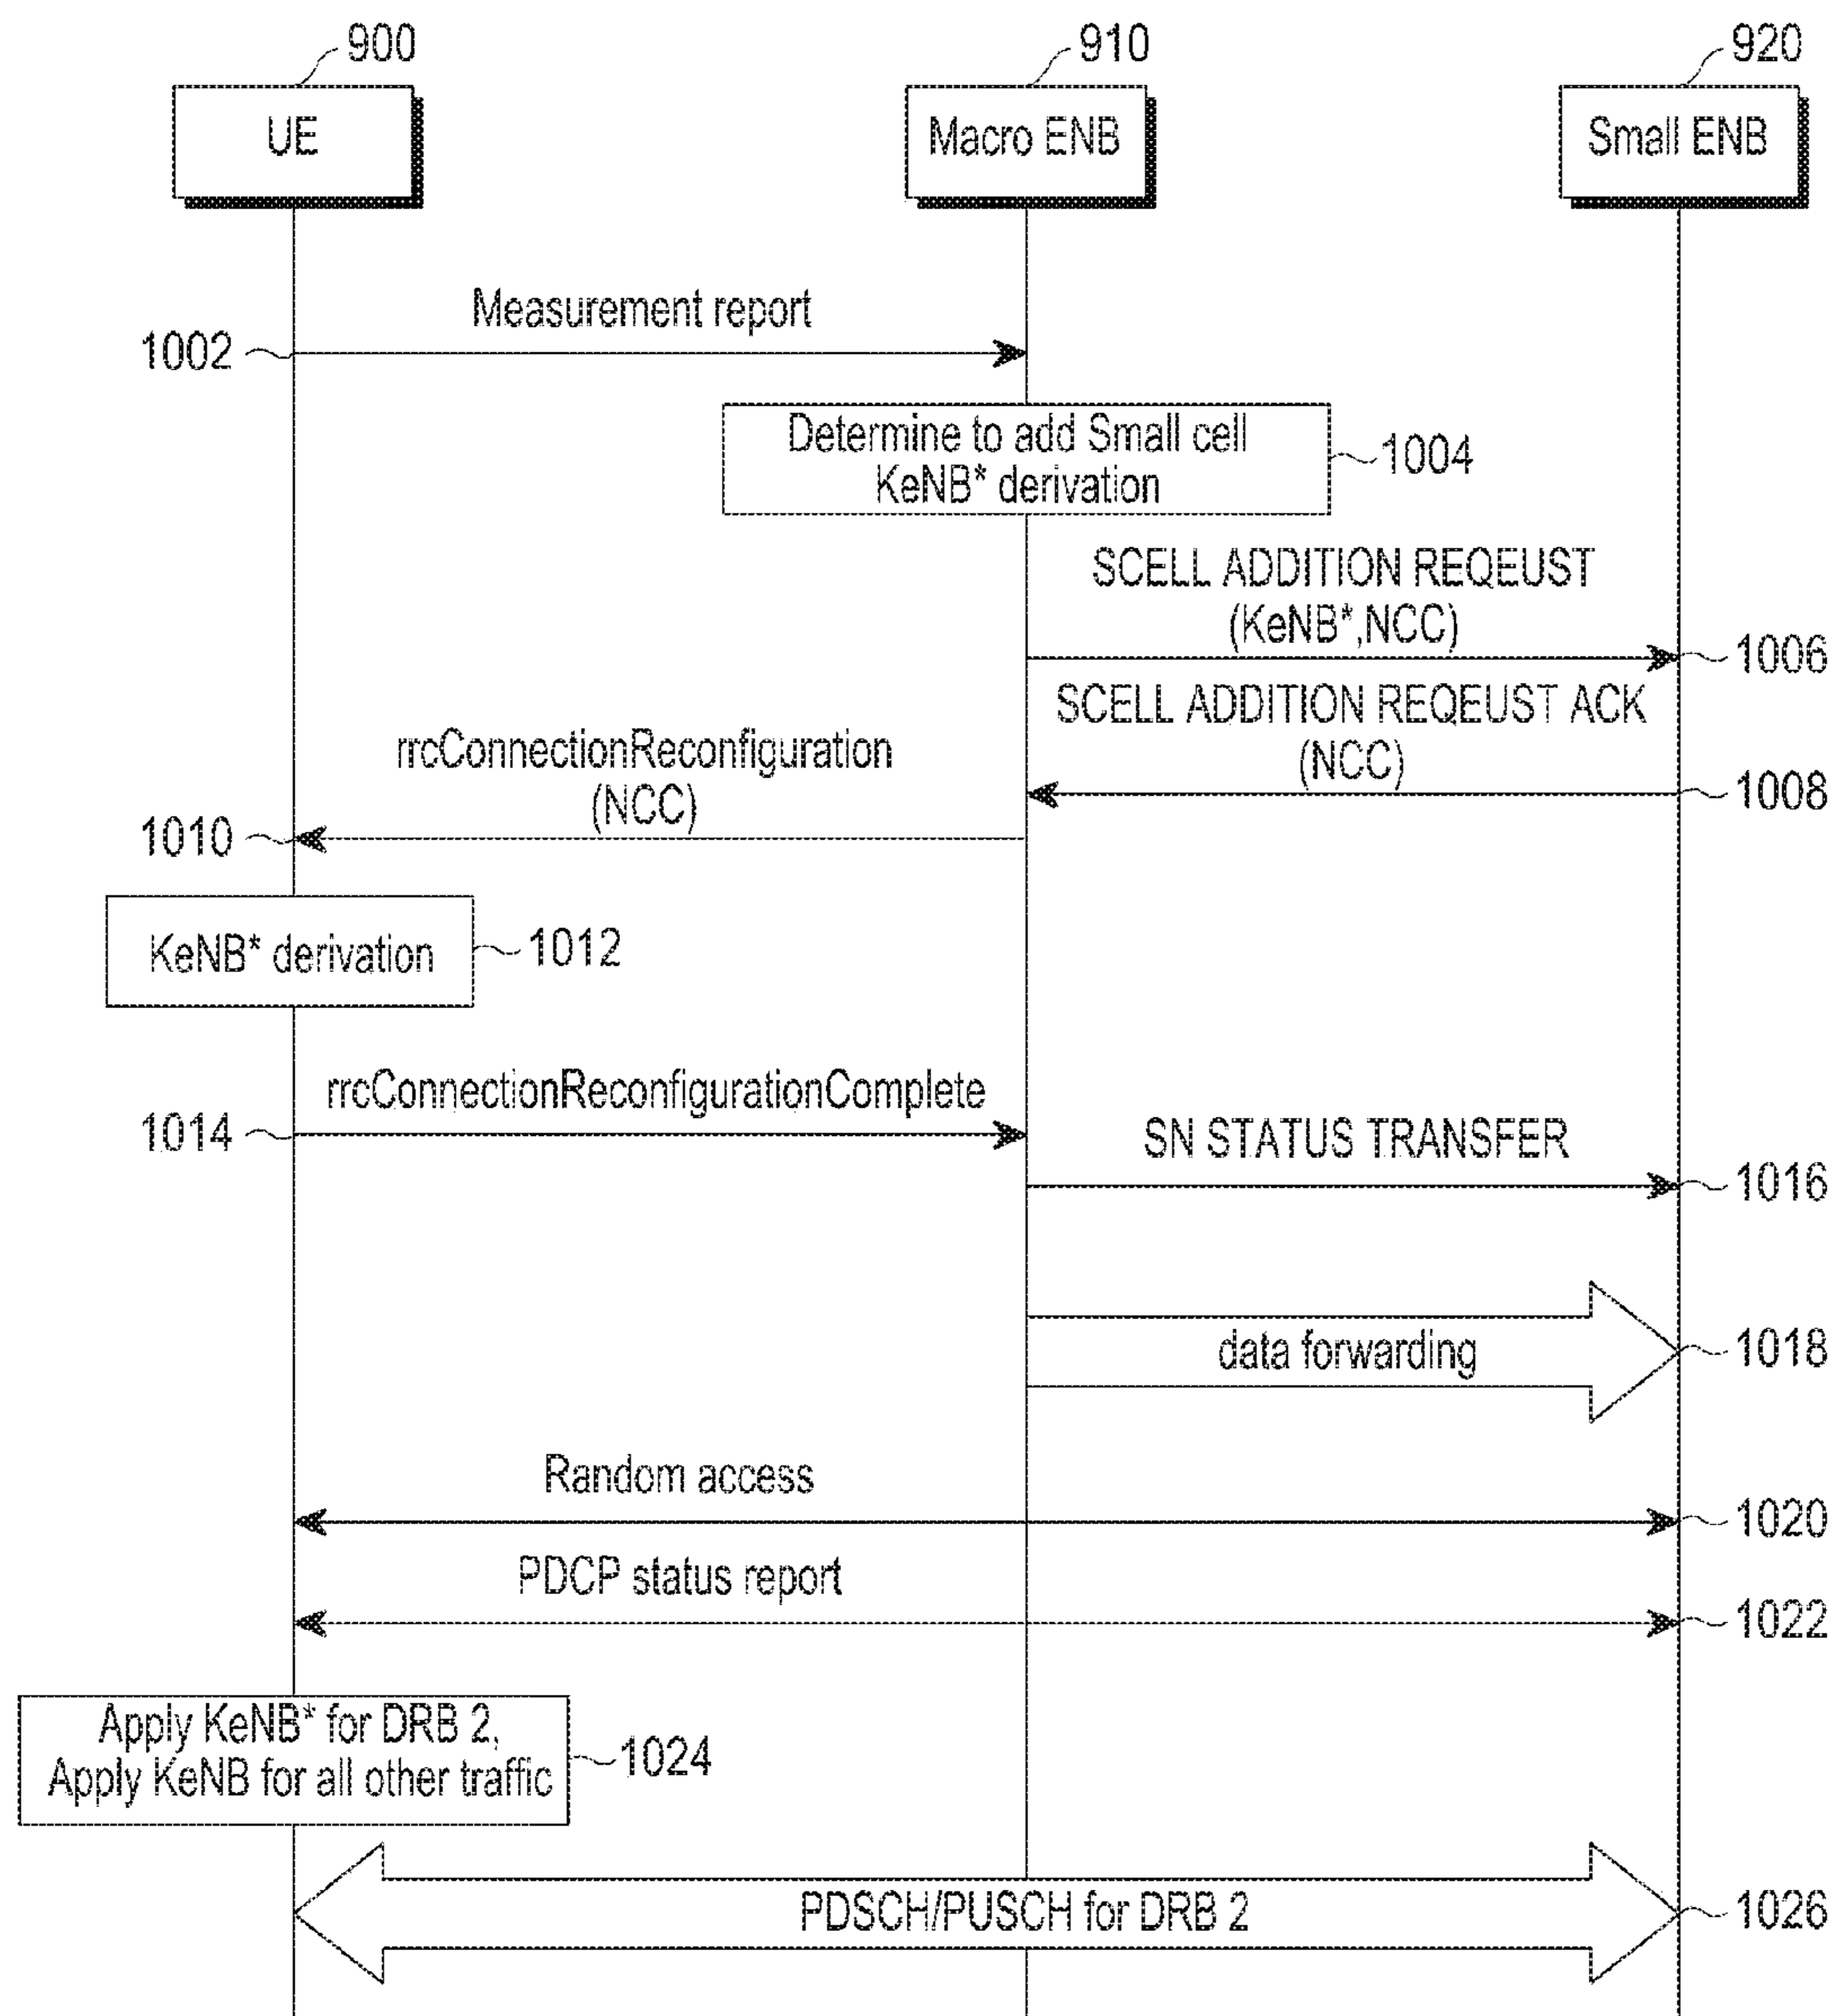 900
910
920
UE
Macro ENB
Small ENB
Measurement report
1002
Determine to add Small cell
KeNB* derivation
1004
SCELL ADDITION REQEUST
(KeNB*,NCC)
1006
SCELL ADDITION REQEUST ACK
(NCC)
1008
rrcConnectionReconfiguration
(NCC)
1010
KeNB* derivation
1012
rrcConnectionReconfigurationComplete
1014
SN STATUS TRANSFER
1016
data forwarding
1018
Random access
1020
PDCP status report
1022
Apply KeNB* for DRB 2,
Apply KeNB for all other traffic
1024
PDSCH/PUSCH for DRB 2
1026